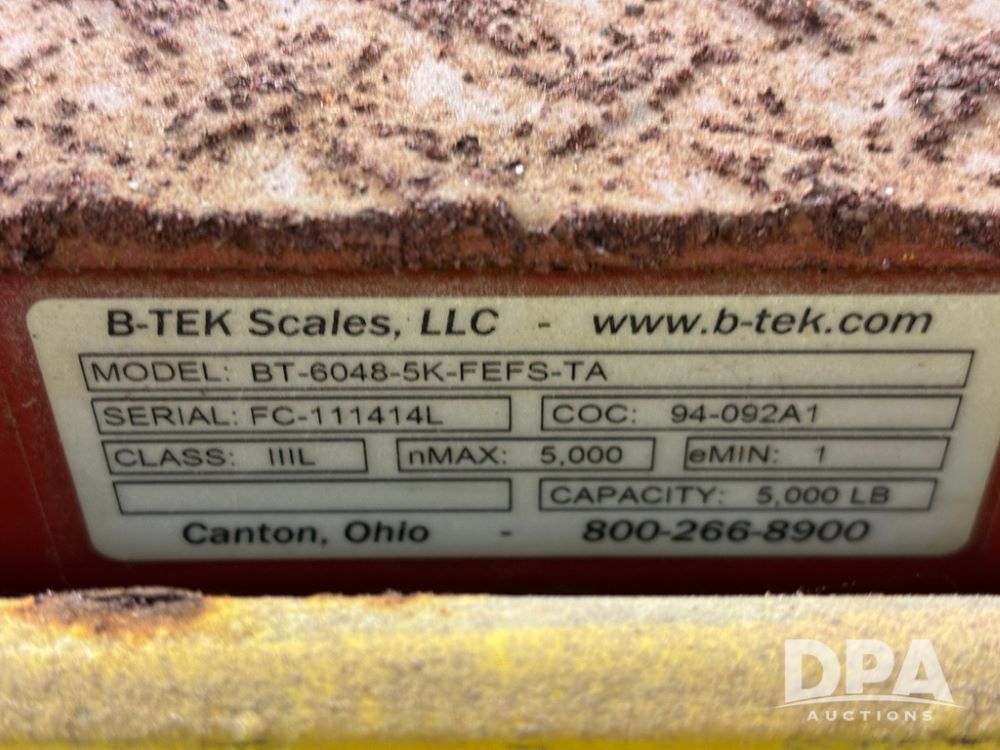 B-TEK Scales, LLC - www.b-tek.com
MODEL: BT-6048-5K-FEFS-TA
SERIAL: FC-111414L COC: 94-092A1
CLASS: IIIL nMAX: 5,000 eMIN: 1
CAPACITY: 5,000 LB
Canton, Ohio - 800-266-8900
DPA
AUCTIONS